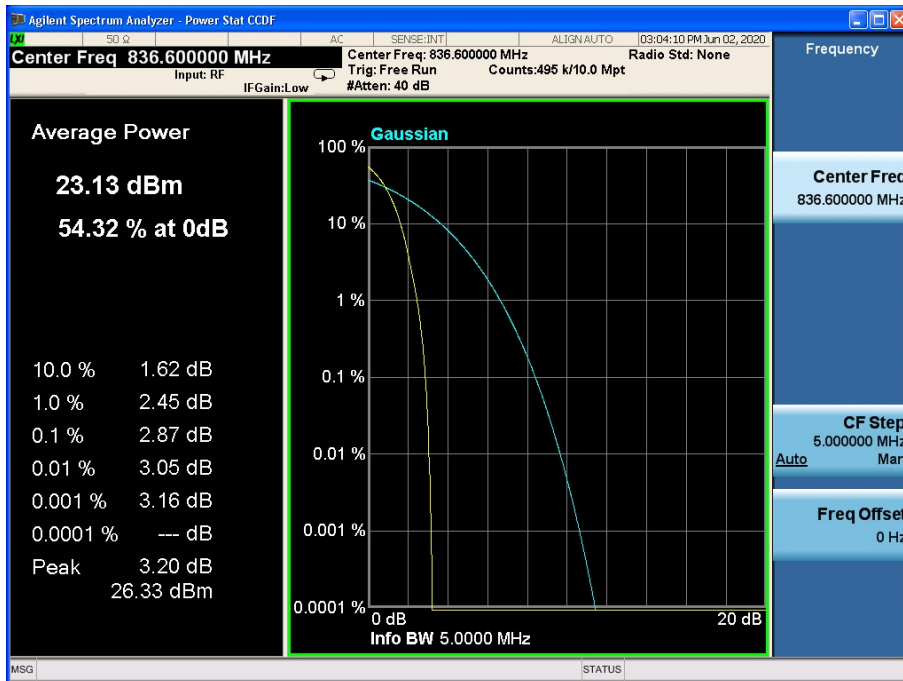 Agilent Spectrum Analyzer - Power Stat CCDF
LXI 50 Ω AC SENSE:INT ALIGN AUTO 03:04:10 PM Jun 02, 2020
Center Freq 836.600000 MHz
Input: RF
IFGain:Low
Center Freq: 836.600000 MHz Radio Std: None
Trig: Free Run Counts:495 k/10.0 Mpt
#Atten: 40 dB
Average Power
23.13 dBm
54.32 % at 0dB
10.0 % 1.62 dB
1.0 % 2.45 dB
0.1 % 2.87 dB
0.01 % 3.05 dB
0.001 % 3.16 dB
0.0001 % --- dB
Peak 3.20 dB
26.33 dBm
Gaussian
100 %
10 %
1 %
0.1 %
0.01 %
0.001 %
0.0001 %
0 dB 20 dB
Info BW 5.0000 MHz
Frequency
Center Freq
836.600000 MHz
CF Step
5.000000 MHz
Auto Man
Freq Offset
0 Hz
MSG STATUS